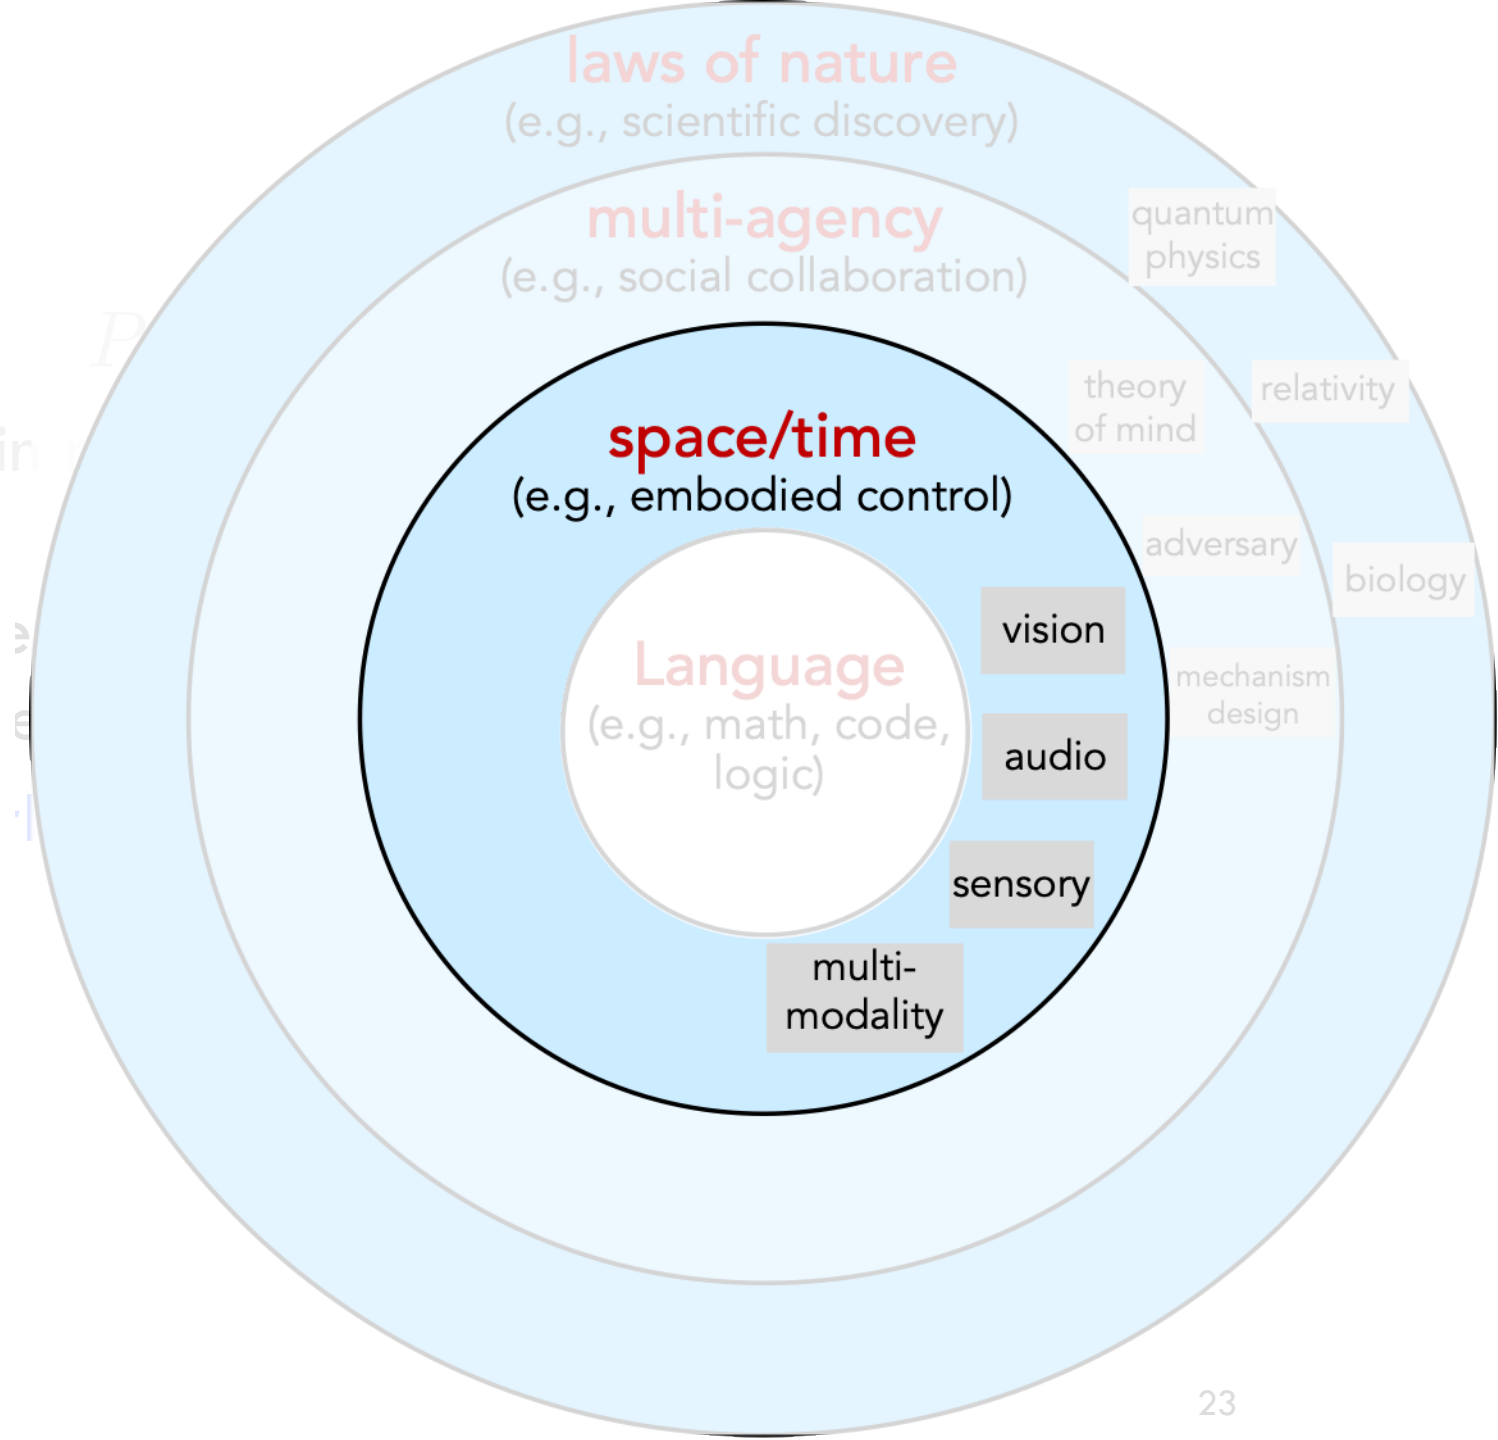 laws of nature
(e.g., scientific discovery)
multi-agency
(e.g., social collaboration)
quantum
physics
P
in
theory
of mind
relativity
space/time
(e.g., embodied control)
adversary
biology
vision
Language
(e.g., math, code,
logic)
mechanism
design
audio
sensory
multi-
modality
23